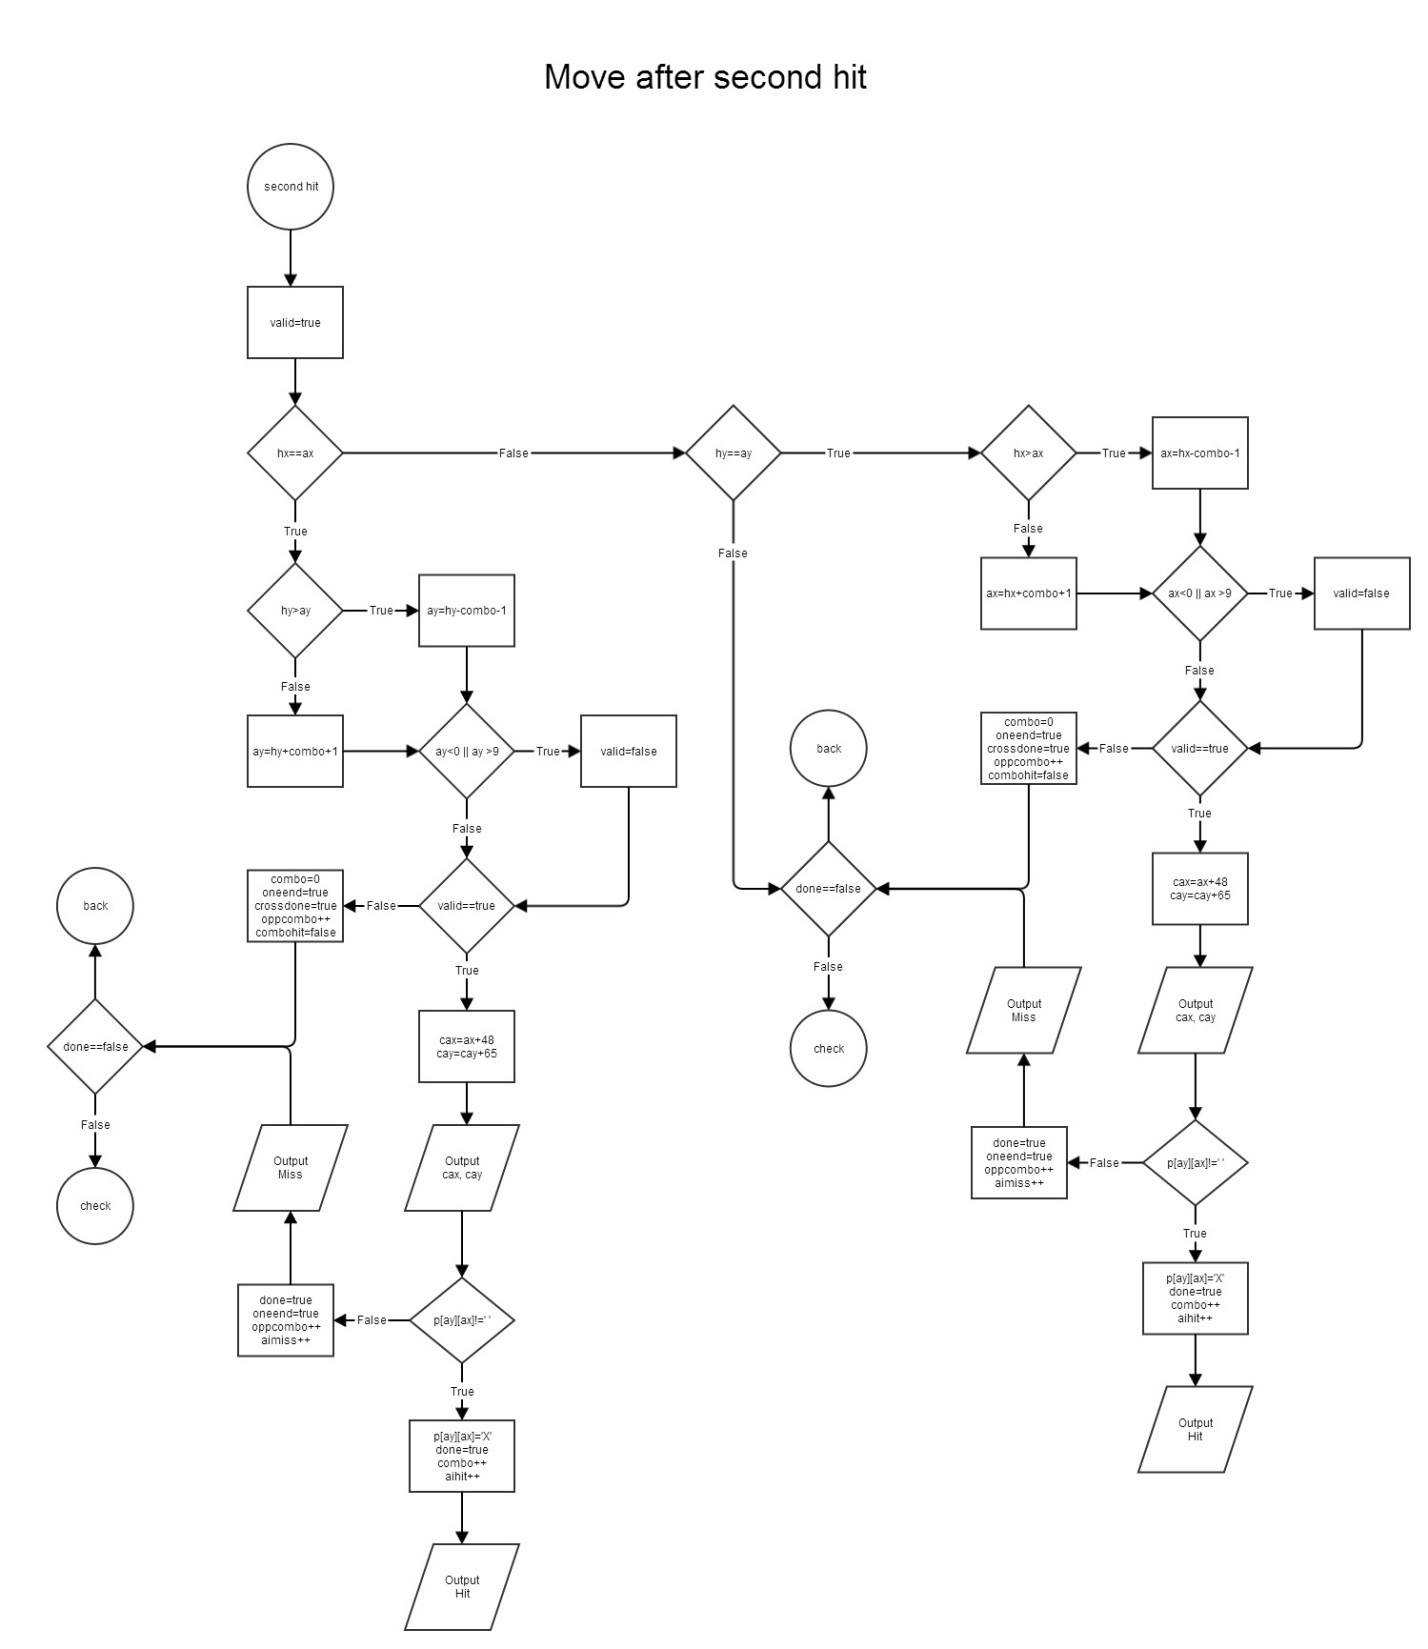 Move after second hit
second hit
valid=true
hx==ax
False
hy==ay
True
hx>ax
True
ax=hx-combo-1
True
False
False
hy>ay
True
ay=hy-combo-1
ax=hx+combo+1
ax<0 || ax >9
True
valid=false
False
False
ay=hy+combo+1
ay<0 || ay >9
True
valid=false
back
combo=0
oneend=true
crossdone=true
oppcombo++
combohit=false
False
valid==true
False
True
back
combo=0
oneend=true
crossdone=true
oppcombo++
combohit=false
False
valid==true
done==false
cax=ax+48
cay=cay+65
True
False
Output
Miss
Output
cax, cay
done==false
cax=ax+48
cay=cay+65
check
False
Output
Miss
Output
cax, cay
done=true
oneend=true
oppcombo++
aimiss++
False
p[ay][ax]!=' '
check
True
done=true
oneend=true
oppcombo++
aimiss++
False
p[ay][ax]!=' '
p[ay][ax]='X'
done=true
combo++
aihit++
True
p[ay][ax]='X'
done=true
combo++
aihit++
Output
Hit
Output
Hit